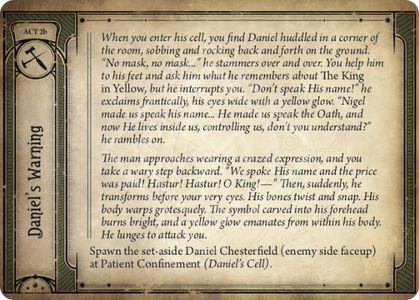 ACT 2b
Daniel's Warning
When you enter his cell, you find Daniel huddled in a corner of
the room, sobbing and rocking back and forth on the ground.
“No mask, no mask...” he stammers over and over. You help him
to his feet and ask him what he remembers about The King
in Yellow, but he interrupts you. “Don’t speak His name!” he
exclaims frantically, his eyes wide with a yellow glow. “Nigel
made us speak his name... He made us speak the Oath, and
now He lives inside us, controlling us, don’t you understand?”
he rambles on.
The man approaches wearing a crazed expression, and you
take a wary step backward. “We spoke His name and the price
was paid! Hastur! Hastur! O King!—” Then, suddenly, he
transforms before your very eyes. His bones twist and snap. His
body warps grotesquely. The symbol carved into his forehead
burns bright, and a yellow glow emanates from within his body.
He lunges to attack you.
Spawn the set-aside Daniel Chesterfield (enemy side faceup)
at Patient Confinement (Daniel’s Cell).